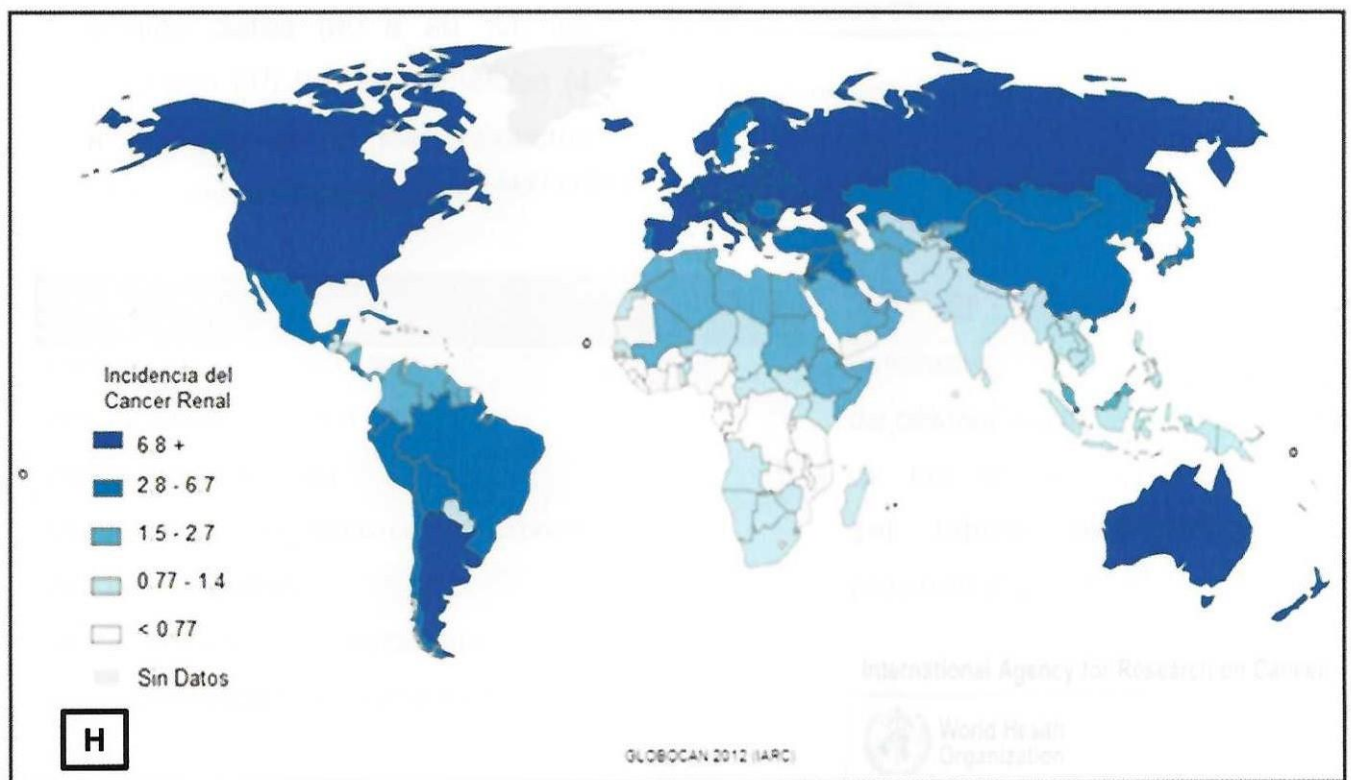 Incidencia del
Cancer Renal
6 8 +
2 8 - 6 7
1 5 - 2 7
0 77 - 1 4
< 0 77
Sin Datos
H
GLOBOCAN 2012 (IARC)
International Agency for Research on Cancer
World Health
Organization